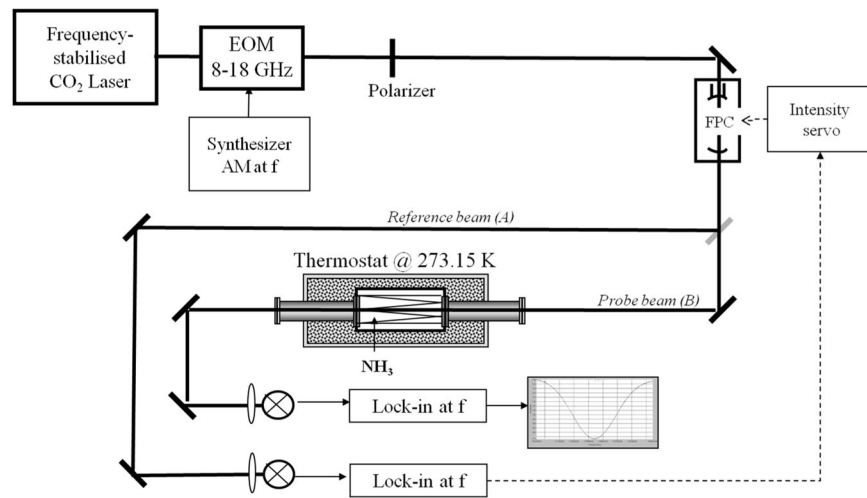 Frequency-
stabilised
CO₂ Laser
EOM
8-18 GHz
Polarizer
Synthesizer
AM at f
FPC
Intensity
servo
Reference beam (A)
Thermostat @ 273.15 K
Probe beam (B)
NH₃
Lock-in at f
Lock-in at f